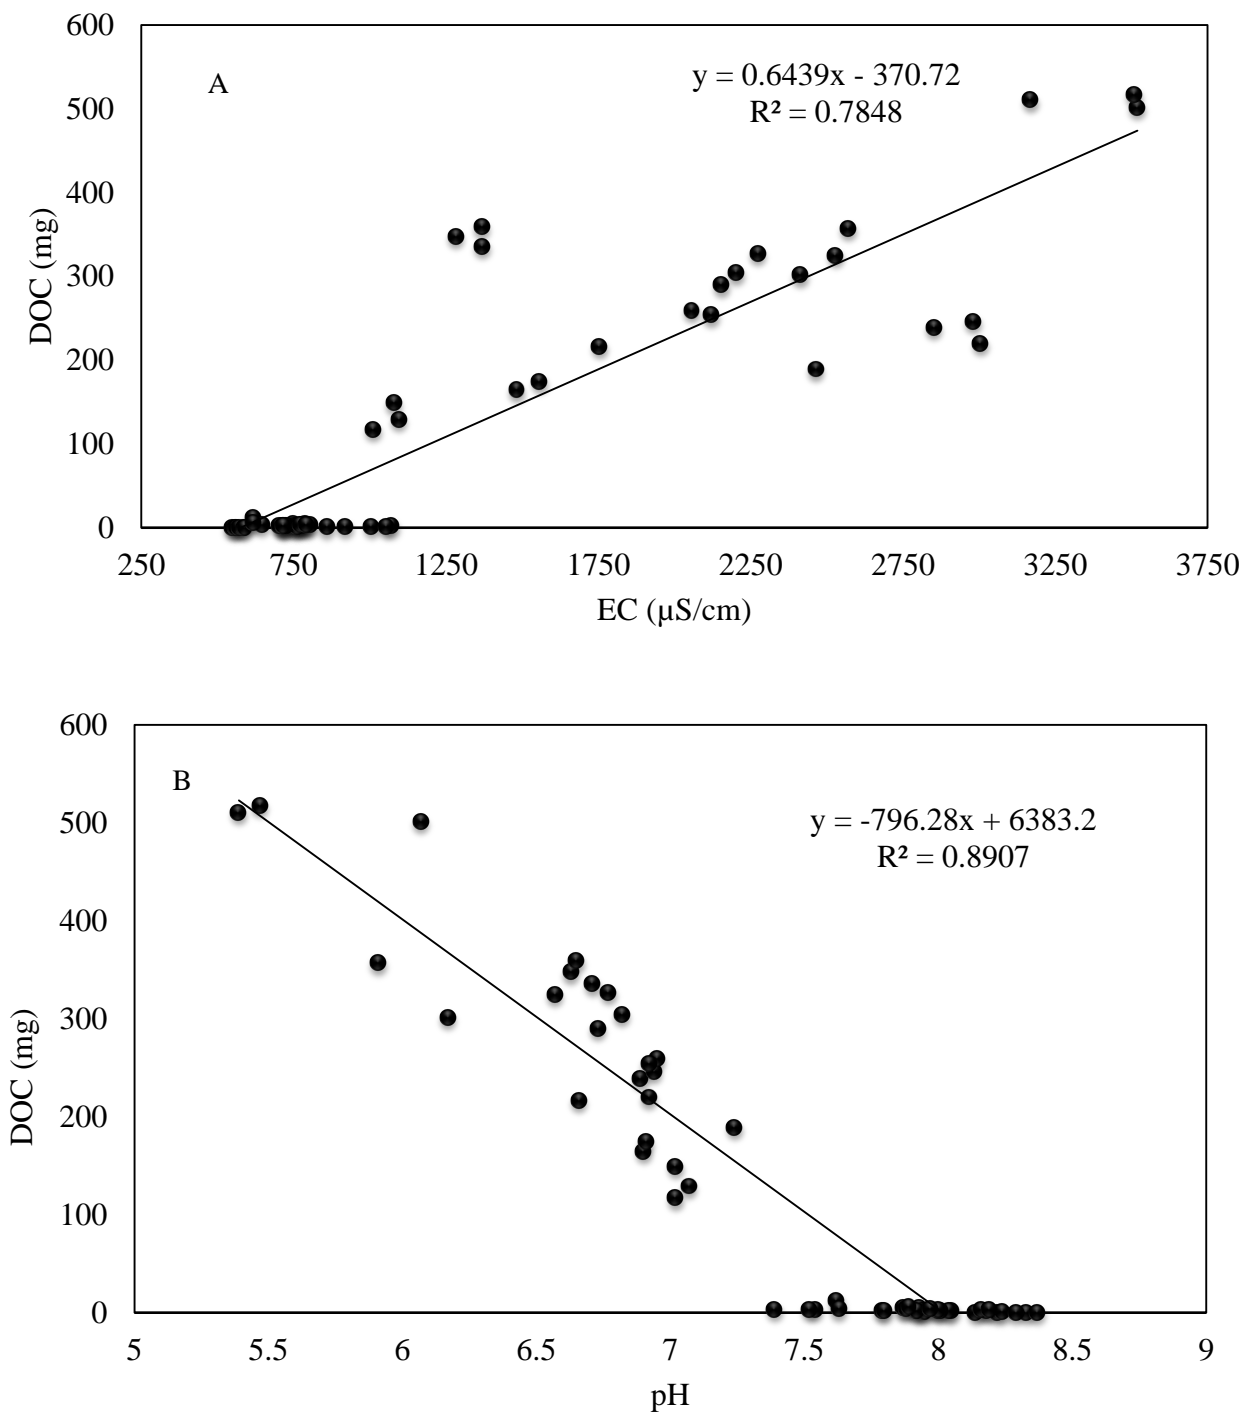 600
A
y = 0.6439x - 370.72
R² = 0.7848
500
400
300
200
100
0
DOC (mg)
250 750 1250 1750 2250 2750 3250 3750
EC (µS/cm)
600
B
y = -796.28x + 6383.2
R² = 0.8907
500
400
300
200
100
0
DOC (mg)
5 5.5 6 6.5 7 7.5 8 8.5 9
pH